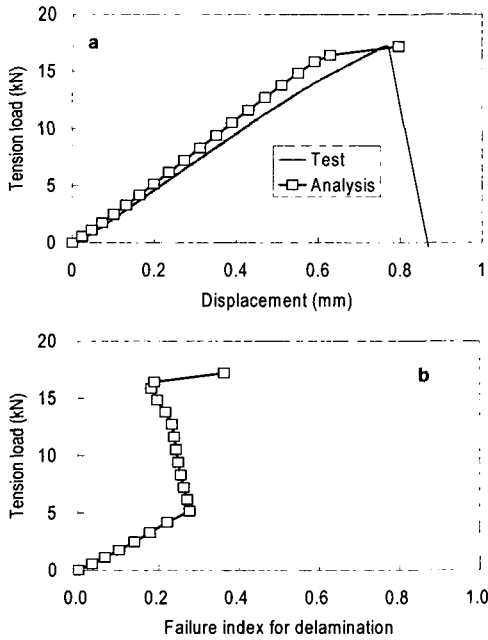 20
a
15
Tension load (kN)
10
5
0
Test
Analysis
0 0.2 0.4 0.6 0.8 1
Displacement (mm)
20
b
15
Tension load (kN)
10
5
0
0.0 0.2 0.4 0.6 0.8 1.0
Failure index for delamination